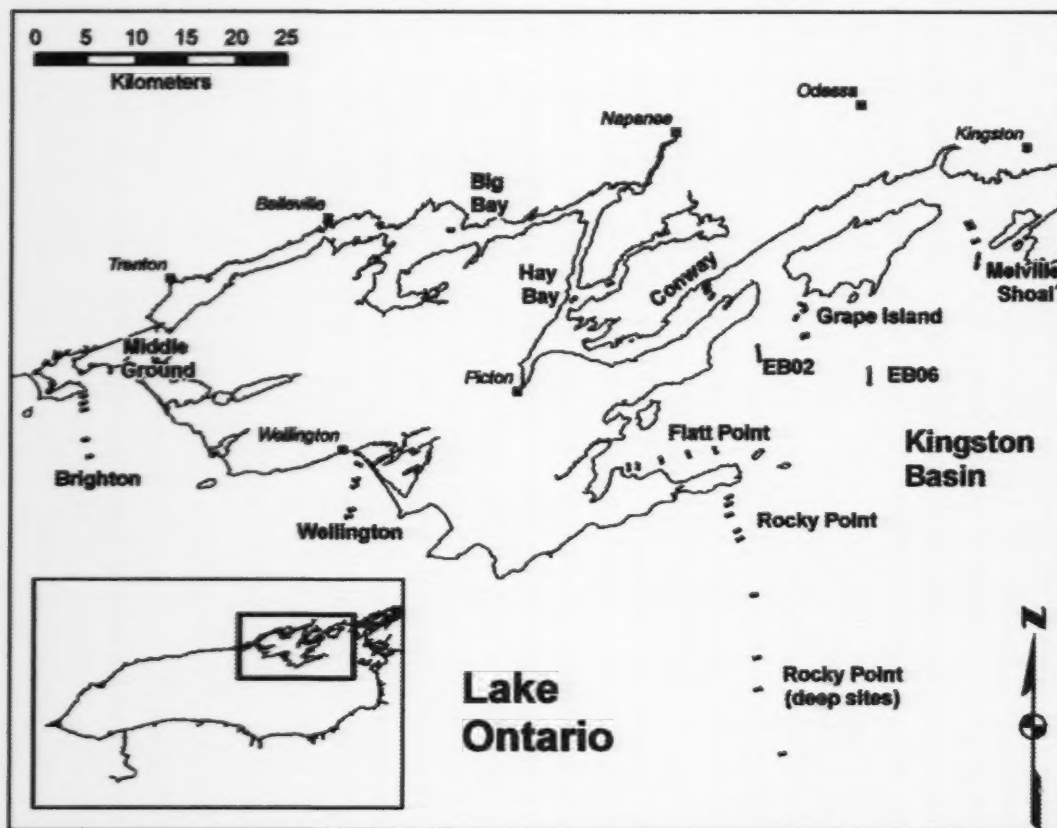 0 5 10 15 20 25
Kilometers
Odessa
Napanee
Kingston
Big
Bay
Belleville
Trenton
Hay
Bay
Conway
Melville
Shoal
Grape Island
Middle
Ground
EB02
EB06
Picton
Flatt Point
Wellington
Kingston
Basin
Brighton
Rocky Point
Wellington
N
Rocky Point
(deep sites)
Lake
Ontario